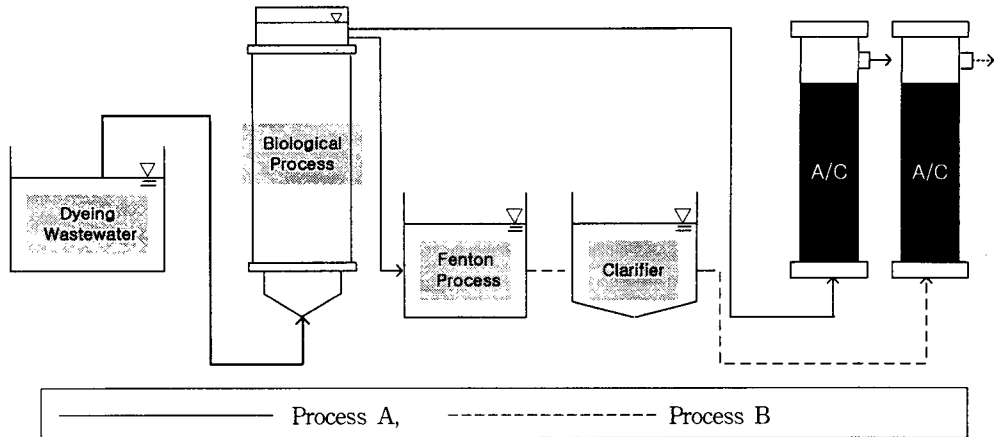 Dyeing
Wastewater
Biological
Process
Fenton
Process
Clarifier
A/C
A/C
Process A,
Process B